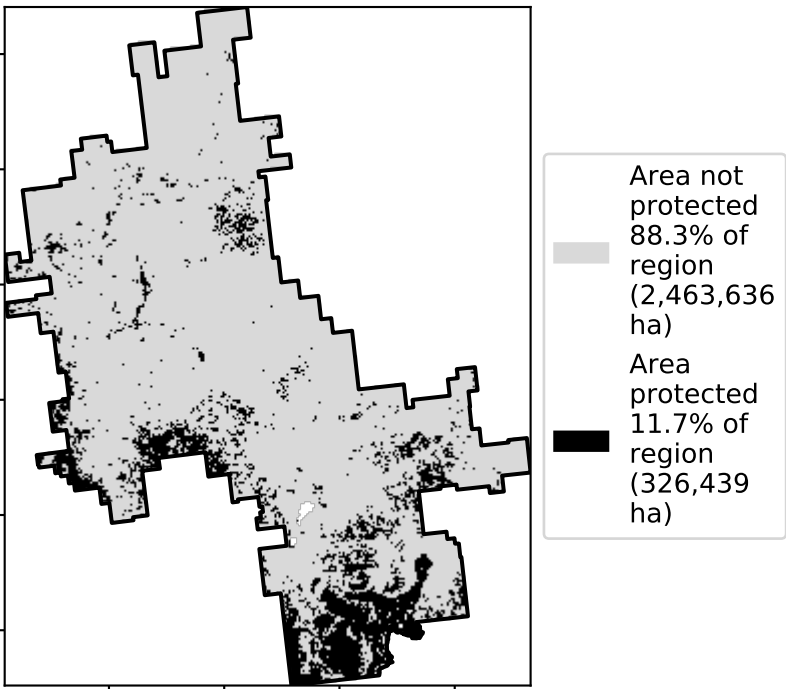 Area not
protected
88.3% of
region
(2,463,636
ha)
Area
protected
11.7% of
region
(326,439
ha)